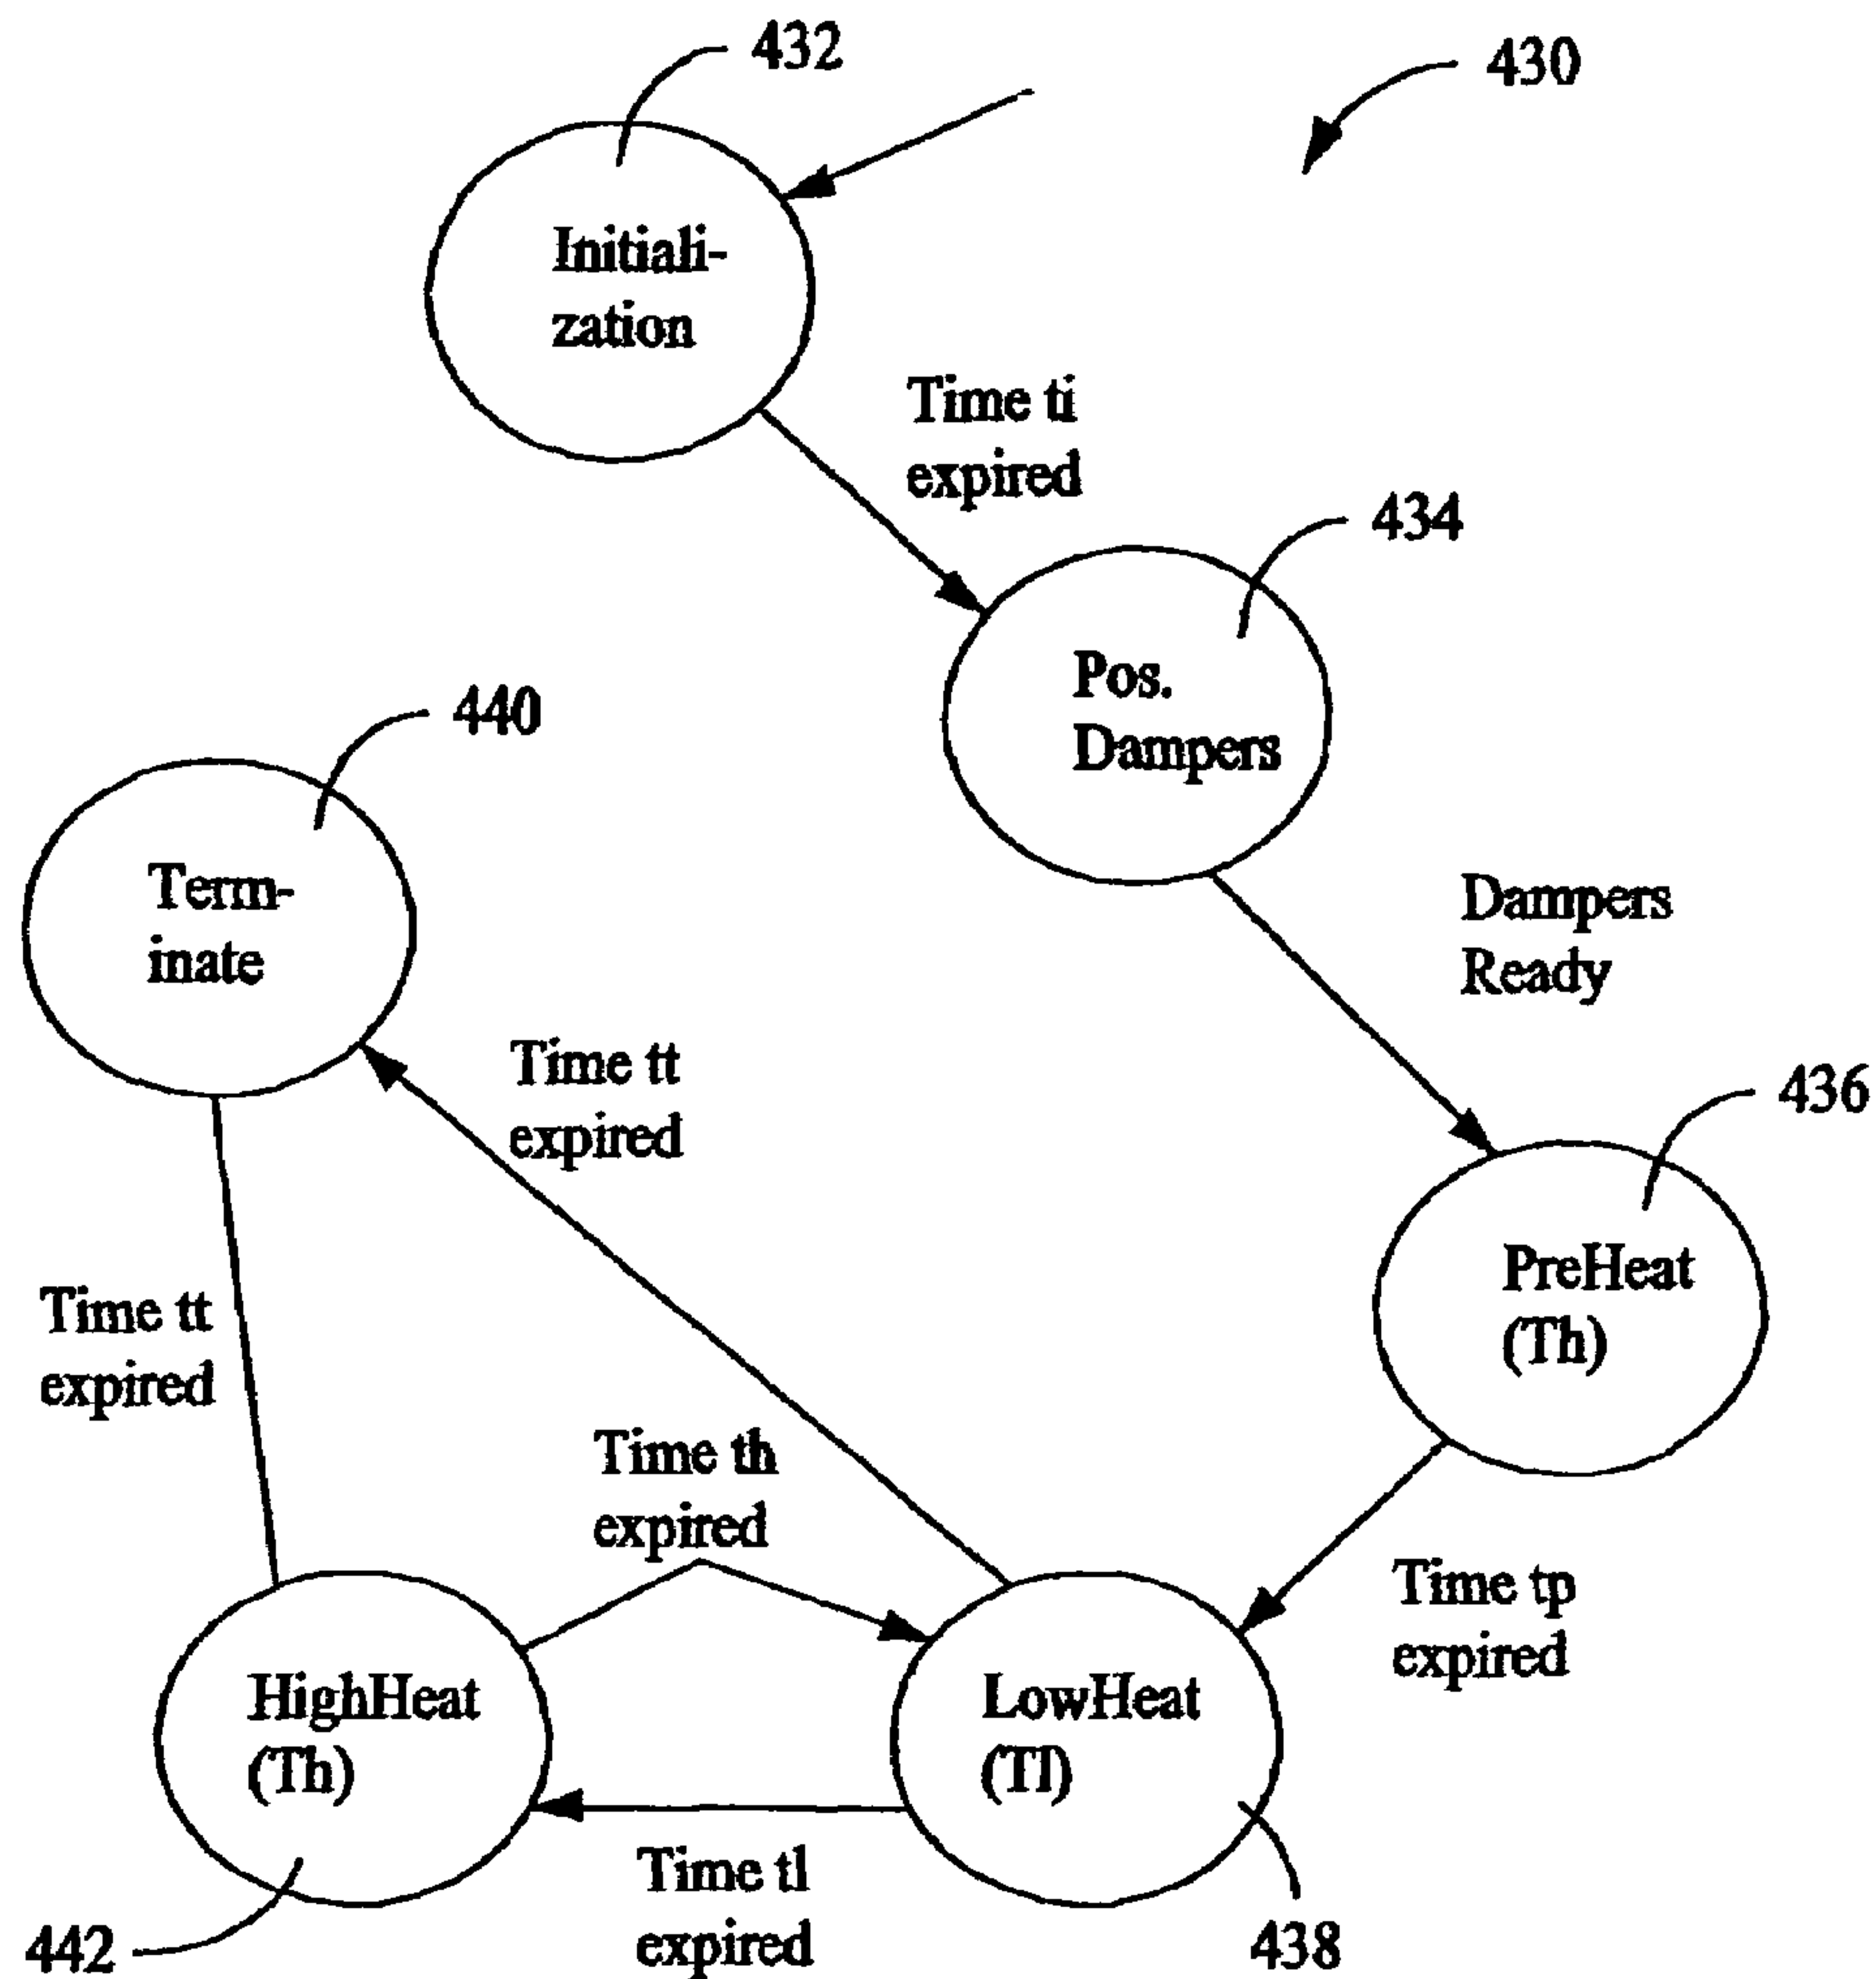 432
430
Initiali-
zation
Time ti
expired
434
Pos.
Dampers
440
Term-
inate
Dampers
Ready
Time tt
expired
436
PreHeat
(Th)
Time tt
expired
Time th
expired
Time tp
expired
HighHeat
(Th)
LowHeat
(Tl)
Time tl
expired
442
438